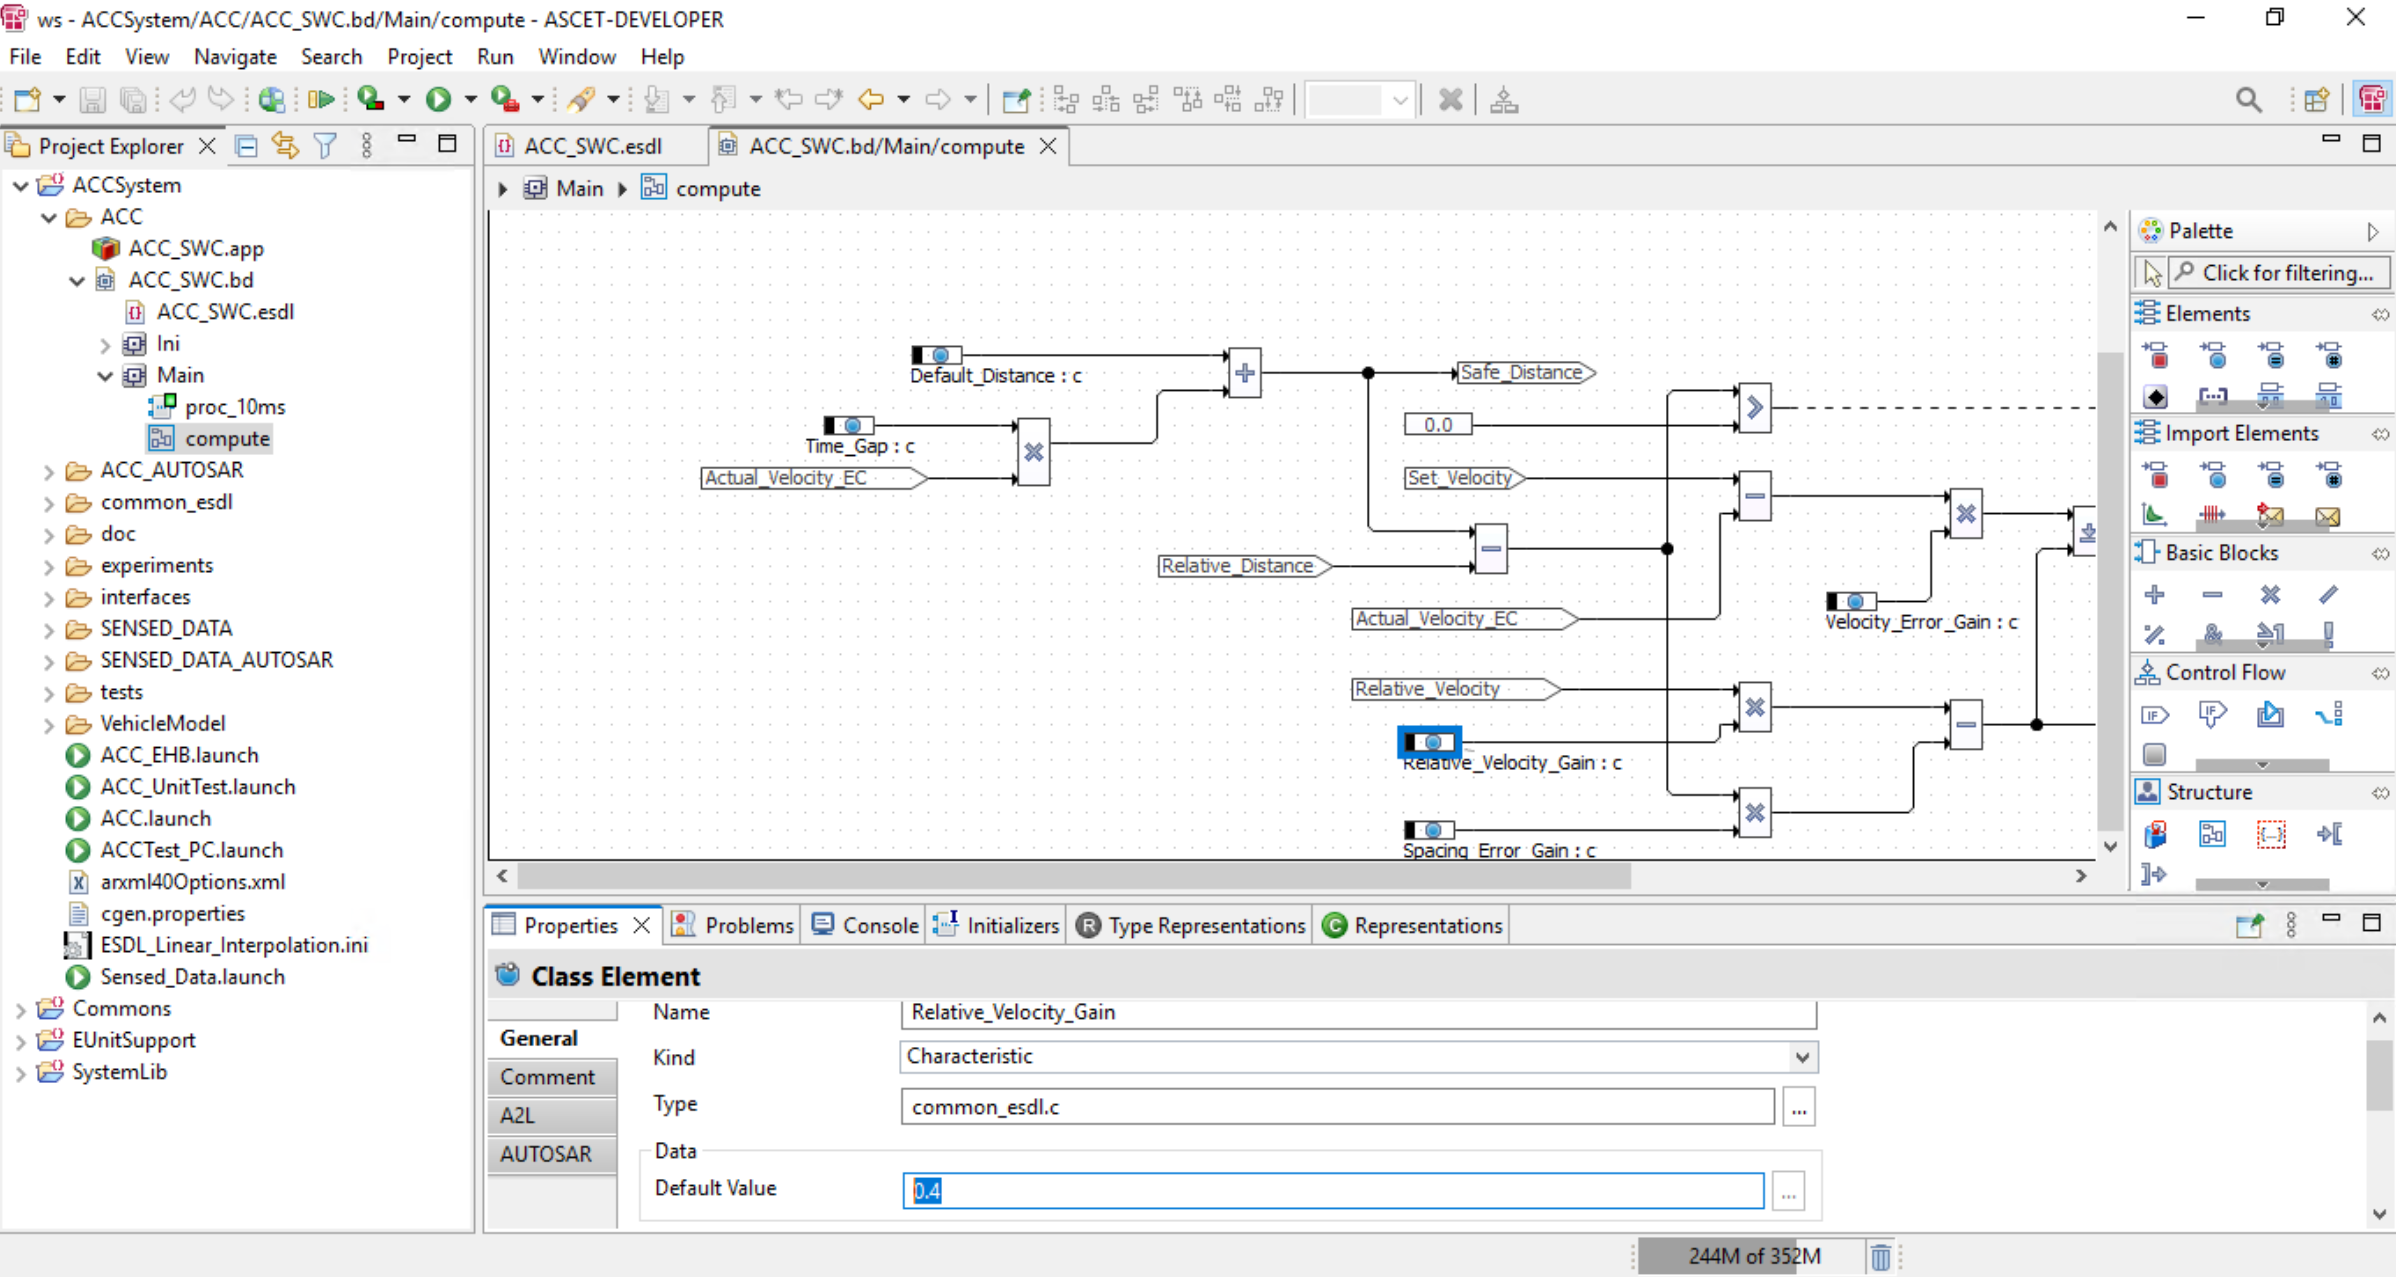 ws - ACCSystem/ACC/ACC_SWC.bd/Main/compute - ASCET-DEVELOPER
File Edit View Navigate Search Project Run Window Help
Project Explorer
ACCSystem
ACC
ACC_SWC.app
ACC_SWC.bd
ACC_SWC.esdl
Ini
Main
proc_10ms
compute
ACC_AUTOSAR
common_esdl
doc
experiments
interfaces
SENSED_DATA
SENSED_DATA_AUTOSAR
tests
VehicleModel
ACC_EHB.launch
ACC_UnitTest.launch
ACC.launch
ACCTest_PC.launch
arxml40Options.xml
cgen.properties
ESDL_Linear_Interpolation.ini
Sensed_Data.launch
Commons
EUnitSupport
SystemLib
ACC_SWC.esdl ACC_SWC.bd/Main/compute
Main compute
Default_Distance : c
Safe_Distance
Time_Gap : c
0.0
Actual_Velocity_EC
Set_Velocity
Relative_Distance
Actual_Velocity_EC
Velocity_Error_Gain : c
Relative_Velocity
Relative_Velocity_Gain : c
Spacing_Error_Gain : c
Palette
Click for filtering...
Elements
Import Elements
Basic Blocks
Control Flow
IF IF
Structure
Properties Problems Console Initializers Type Representations Representations
Class Element
General
Comment
A2L
AUTOSAR
Name Relative_Velocity_Gain
Kind Characteristic
Type common_esdl.c ...
Data
Default Value 0.4 ...
244M of 352M